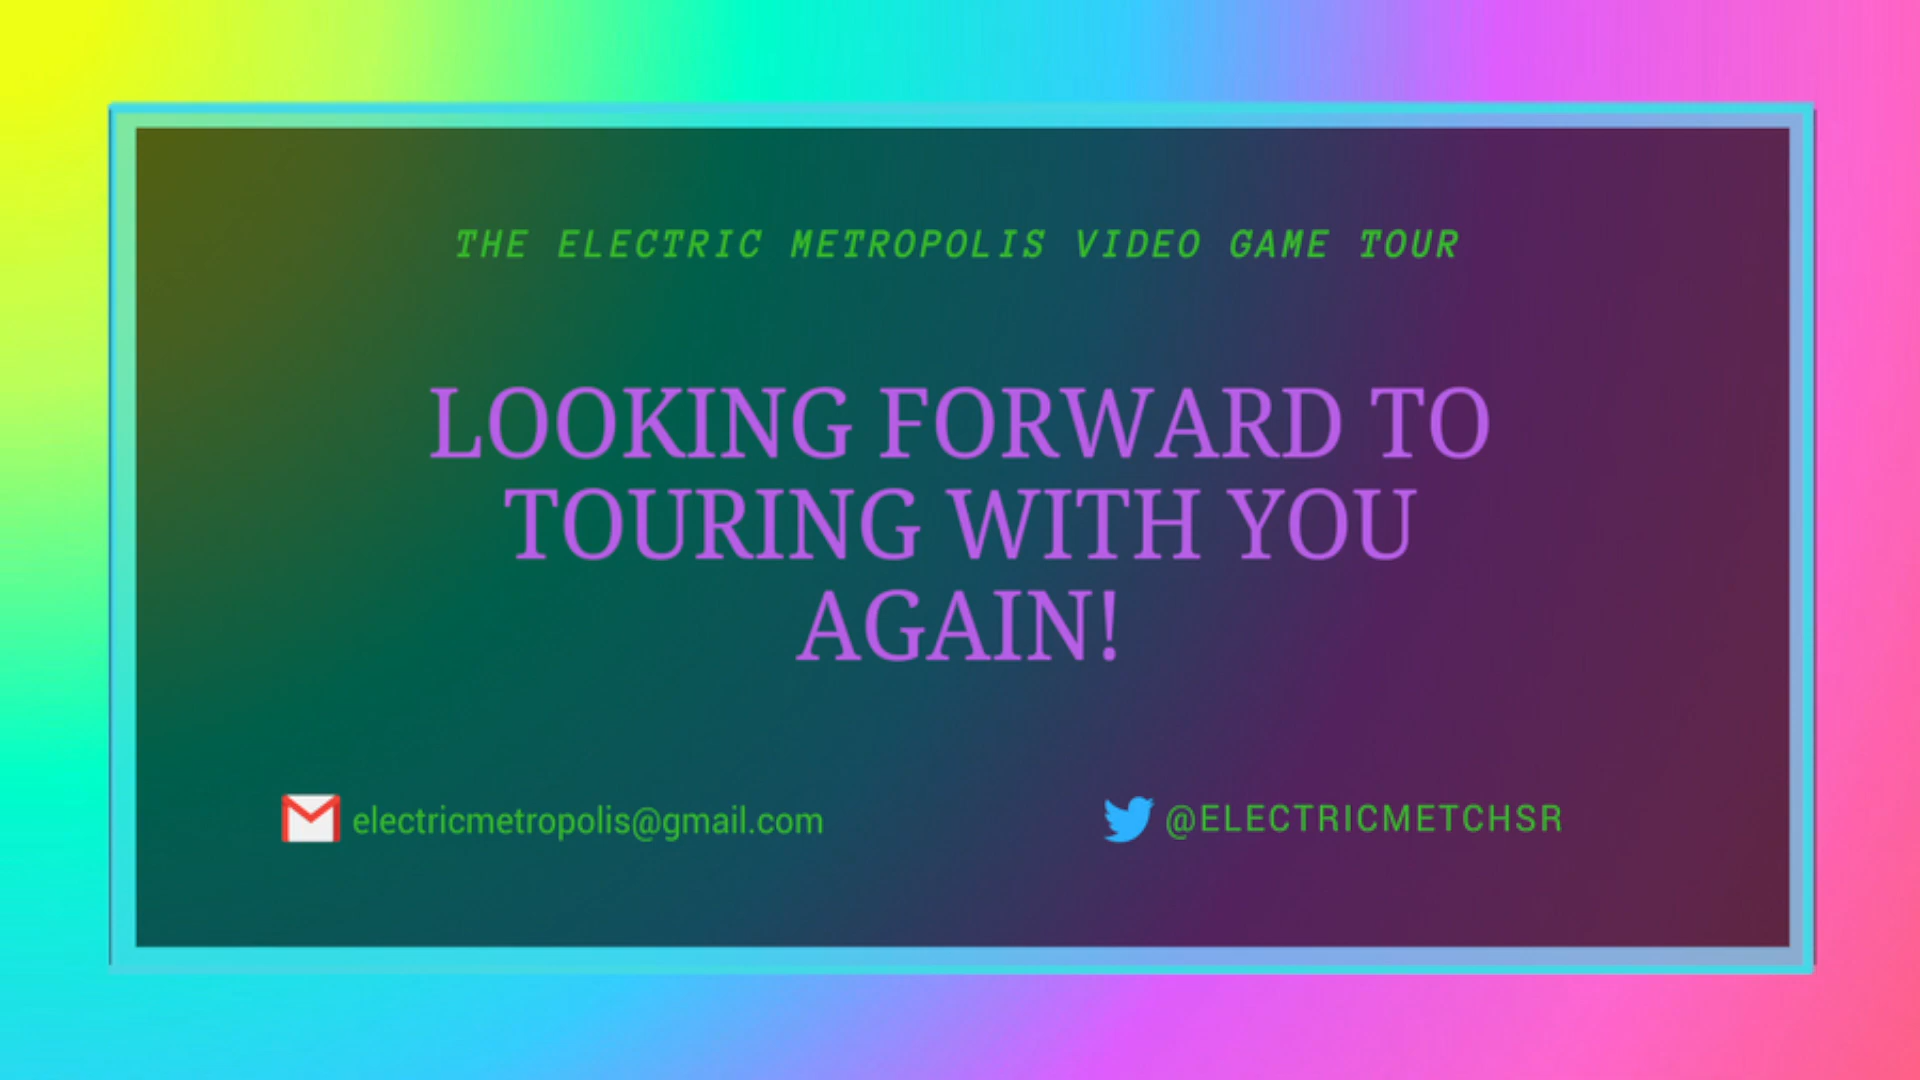 THE ELECTRIC METROPOLIS VIDEO GAME TOUR
LOOKING FORWARD TO
TOURING WITH YOU
AGAIN!
electricmetropolis@gmail.com
@ELECTRICMETCHSR